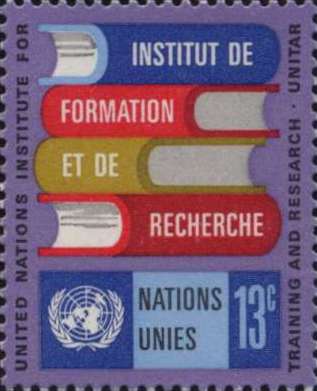 UNITED NATIONS INSTITUTE FOR
INSTITUT DE
FORMATION
ET DE
RECHERCHE
NATIONS
UNIES
13c
TRAINING AND RESEARCH · UNITAR